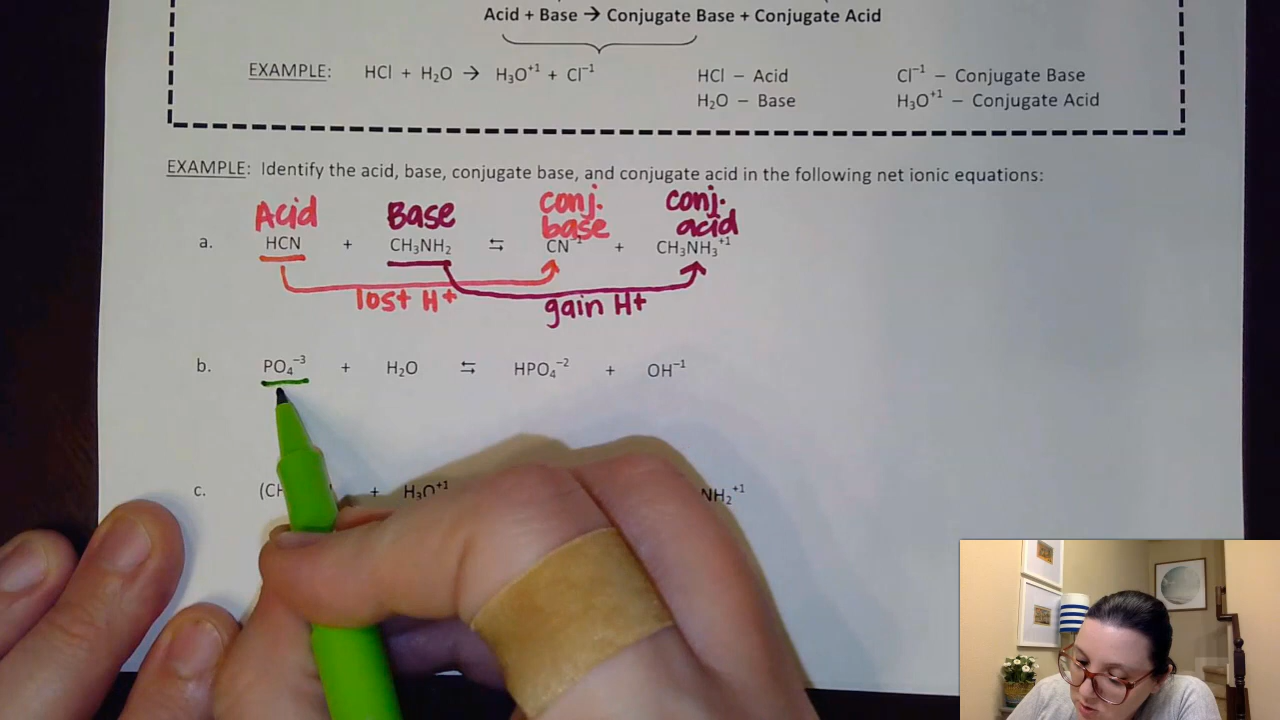 Acid + Base → Conjugate Base + Conjugate Acid
EXAMPLE: HCl + H₂O → H₃O⁺¹ + Cl⁻¹ HCl – Acid Cl⁻¹ – Conjugate Base
H₂O – Base H₃O⁺¹ – Conjugate Acid
EXAMPLE: Identify the acid, base, conjugate base, and conjugate acid in the following net ionic equations:
Acid Base conj. base conj. acid
a. HCN + CH₃NH₂ ⇆ CN⁻¹ + CH₃NH₃⁺¹
lost H+ gain H+
b. PO₄⁻³ + H₂O ⇆ HPO₄⁻² + OH⁻¹
c. + H₃O⁺¹ NH₂⁺¹